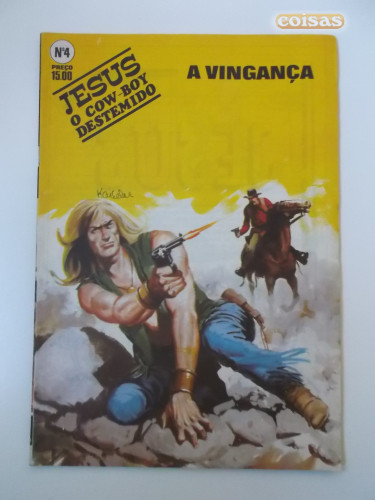 coisas
Nº4
PREÇO
15.00
JESUS
O COW-BOY
DESTEMIDO
A VINGANÇA